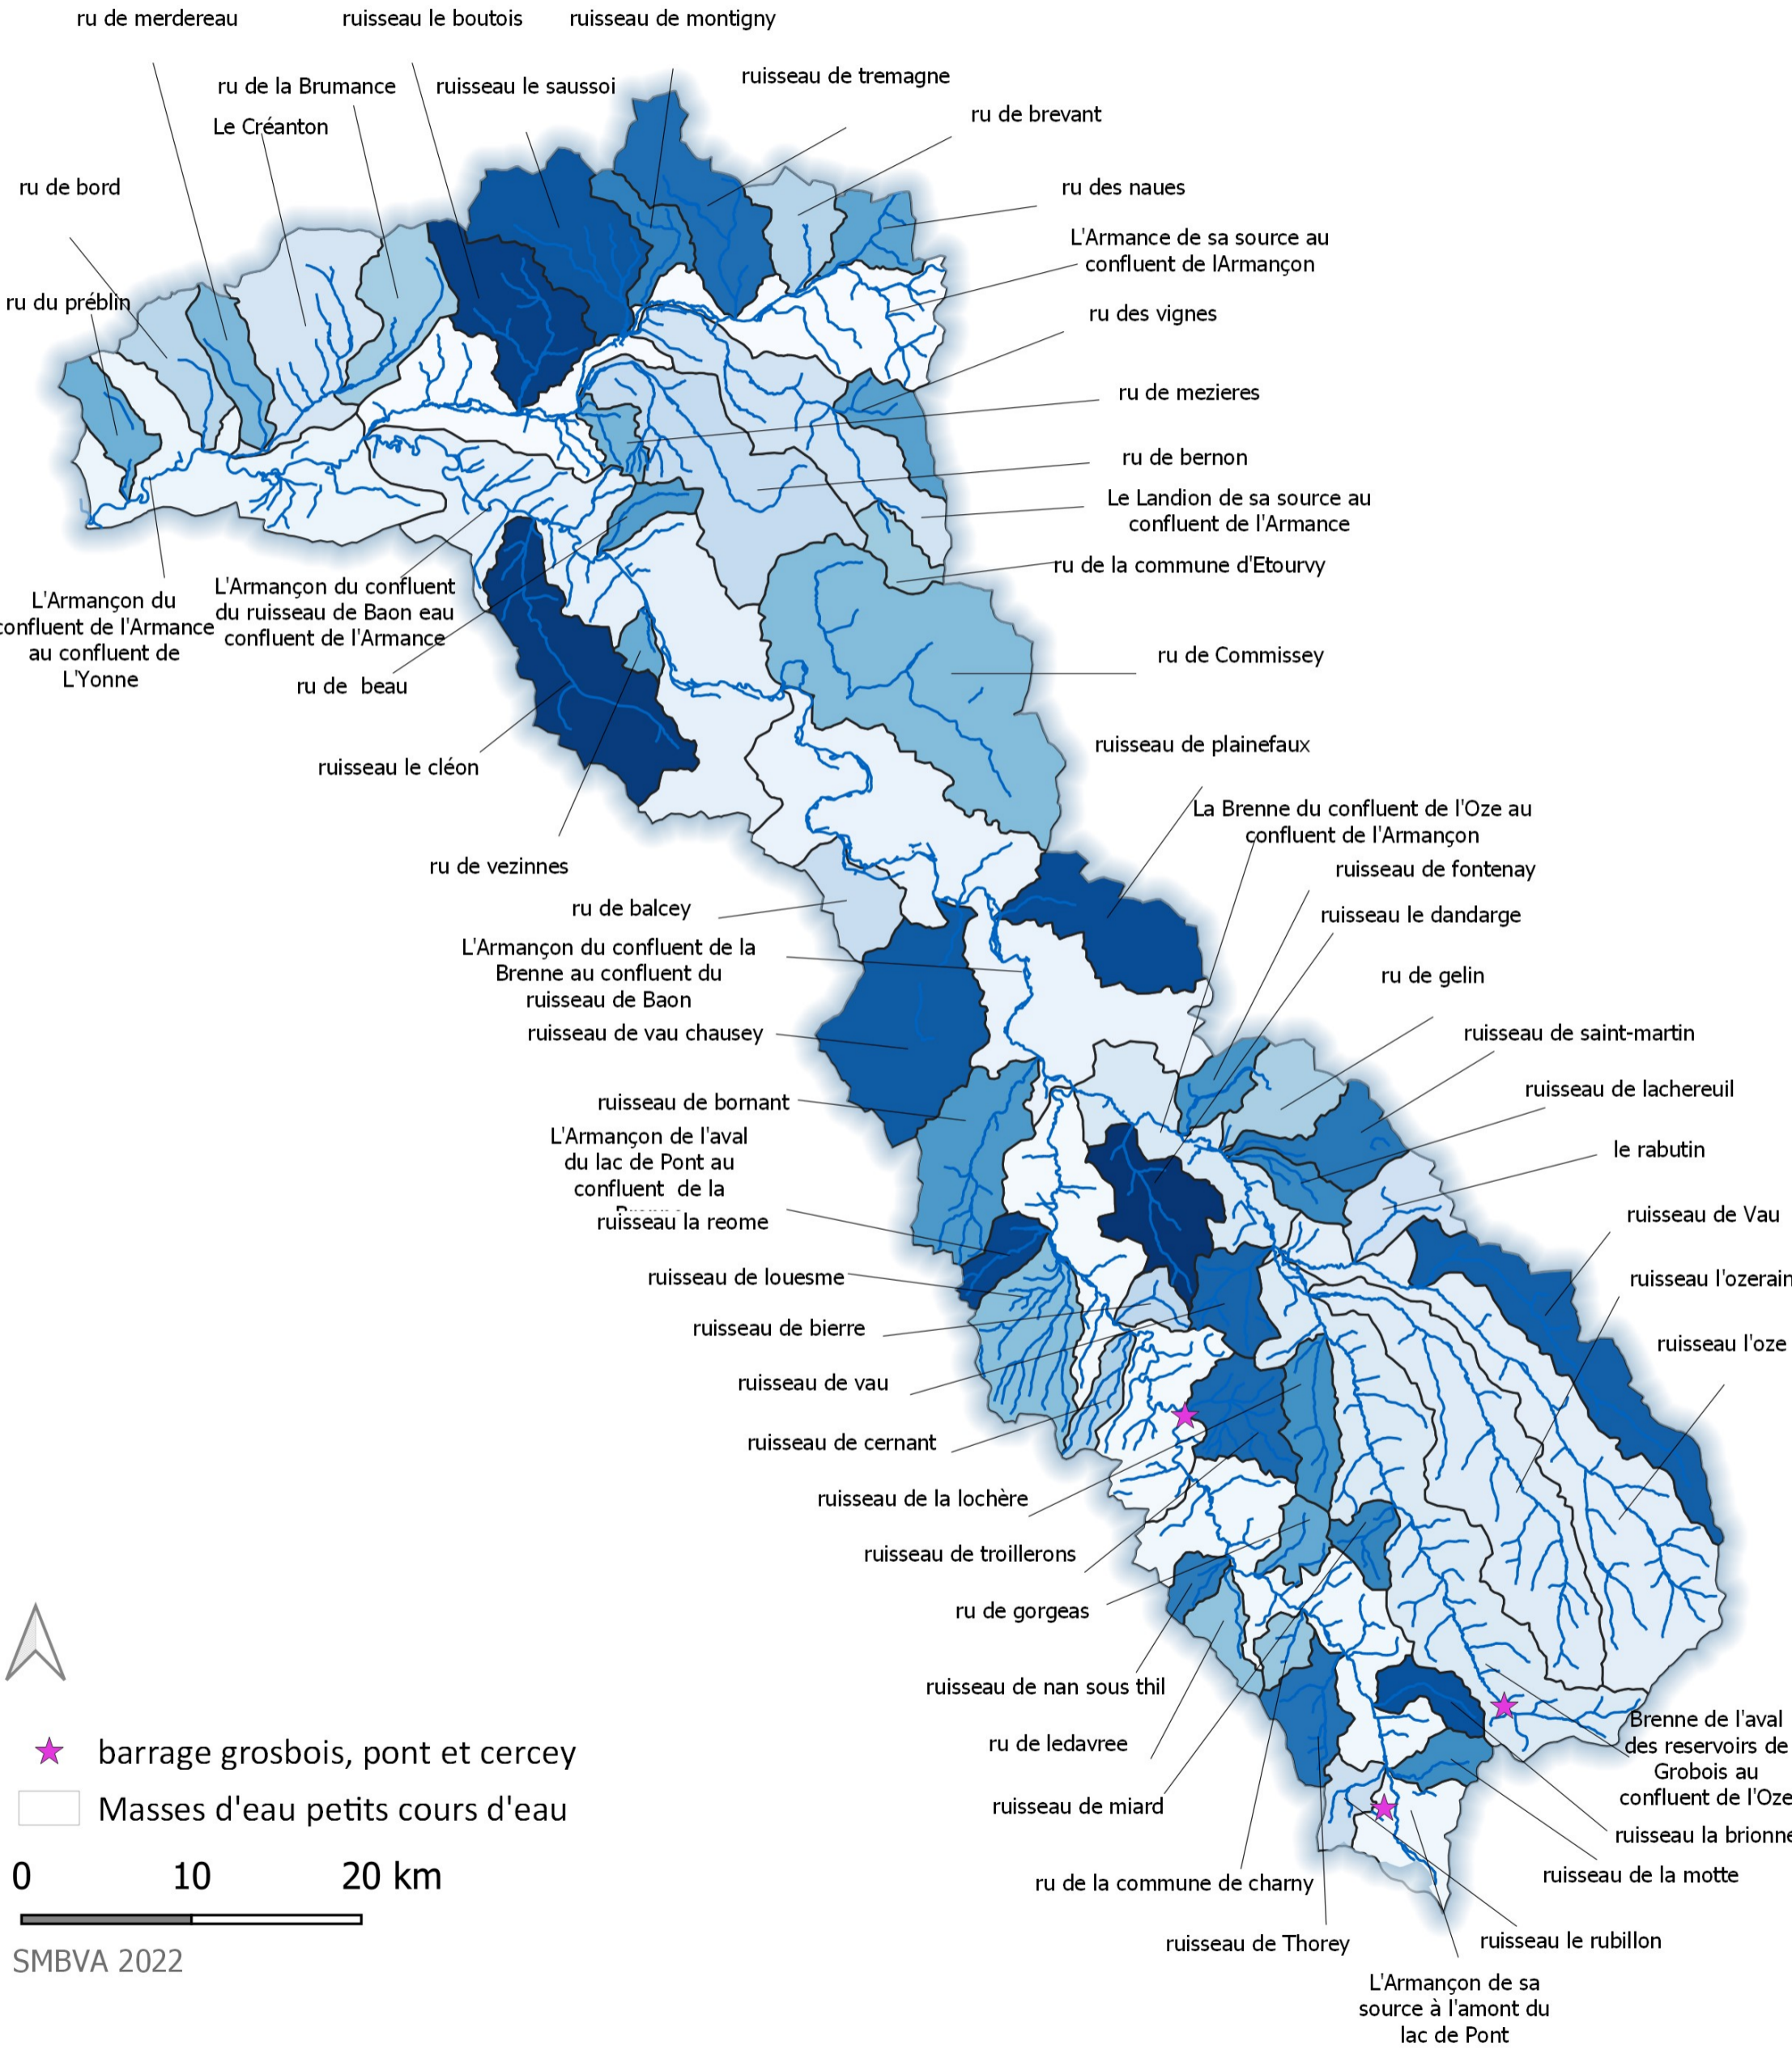 ru de merdereau
ruisseau le boutois
ruisseau de montigny
ruisseau de tremagne
ru de la Brumance
ruisseau le saussoi
ru de brevant
Le Créanton
ru de bord
ru des naues
L'Armance de sa source au
confluent de lArmançon
ru du préblin
ru des vignes
ru de mezieres
ru de bernon
Le Landion de sa source au
confluent de l'Armance
ru de la commune d'Etourvy
L'Armançon du
confluent de l'Armance
au confluent de
L'Yonne
L'Armançon du confluent
du ruisseau de Baon eau
confluent de l'Armance
ru de beau
ru de Commissey
ruisseau le cléon
ruisseau de plainefaux
La Brenne du confluent de l'Oze au
confluent de l'Armançon
ru de vezinnes
ruisseau de fontenay
ru de balcey
ruisseau le dandarge
L'Armançon du confluent de la
Brenne au confluent du
ruisseau de Baon
ru de gelin
ruisseau de vau chausey
ruisseau de saint-martin
ruisseau de bornant
ruisseau de lachereuil
L'Armançon de l'aval
du lac de Pont au
confluent de la
le rabutin
ruisseau la reome
ruisseau de Vau
ruisseau de louesme
ruisseau l'ozerain
ruisseau de bierre
ruisseau l'oze
ruisseau de vau
ruisseau de cernant
ruisseau de la lochère
ruisseau de troillerons
ru de gorgeas
ruisseau de nan sous thil
ru de ledavree
Brenne de l'aval
des reservoirs de
Grobois au
confluent de l'Oze
ruisseau de miard
ruisseau la brionne
ruisseau de la motte
ru de la commune de charny
ruisseau de Thorey
ruisseau le rubillon
L'Armançon de sa
source à l'amont du
lac de Pont
barrage grosbois, pont et cercey
Masses d'eau petits cours d'eau
0 10 20 km
SMBVA 2022